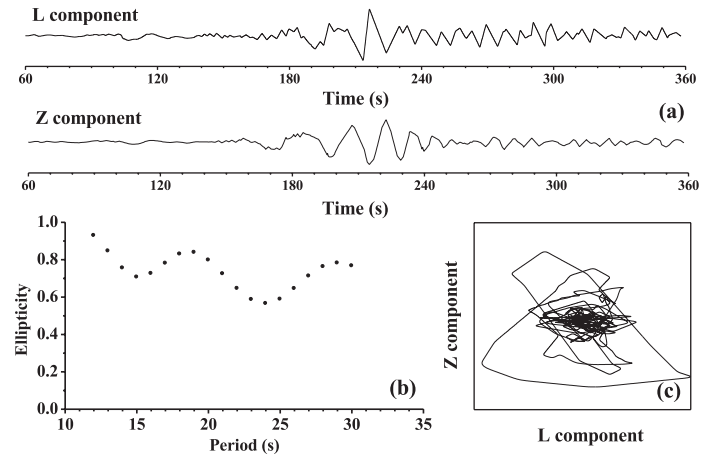 L component
60 120 180 240 300 360
Time (s)
(a)
Z component
60 120 180 240 300 360
Time (s)
1.0
0.8
0.6
0.4
0.2
0.0
Ellipticity
10 15 20 25 30 35
Period (s)
(b)
Z component
(c)
L component